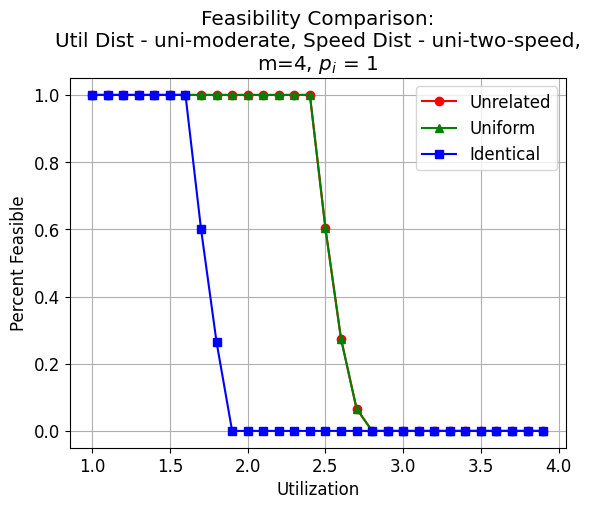 Feasibility Comparison:
Util Dist - uni-moderate, Speed Dist - uni-two-speed,
m=4, $p_i$ = 1
Unrelated
Uniform
Identical
Percent Feasible
1.0
0.8
0.6
0.4
0.2
0.0
1.0 1.5 2.0 2.5 3.0 3.5 4.0
Utilization